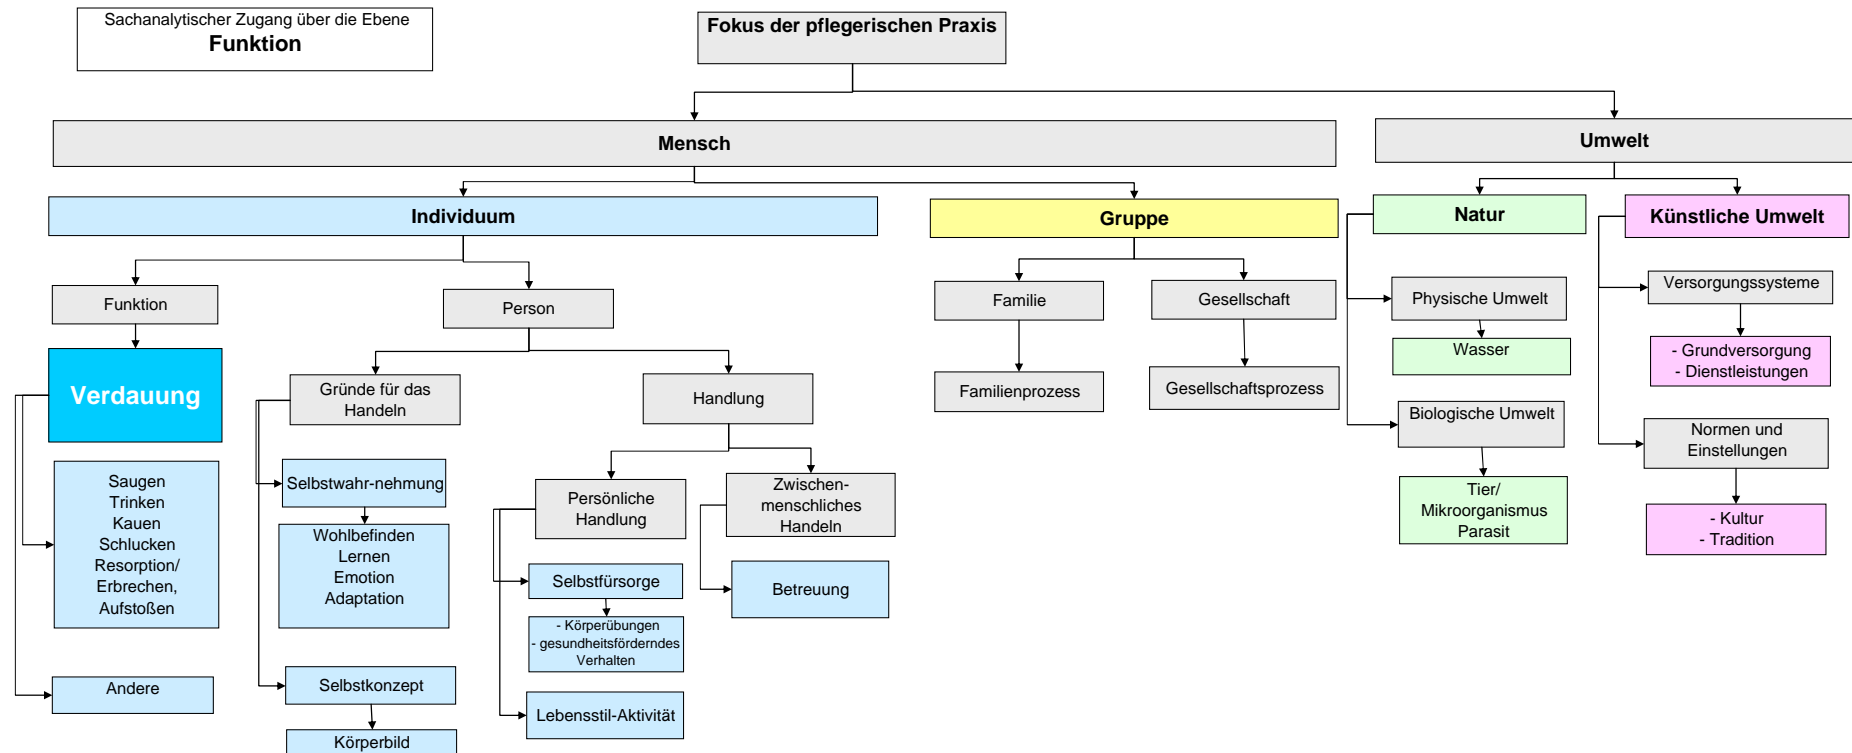 Sachanalytischer Zugang über die Ebene
Funktion
Fokus der pflegerischen Praxis
Mensch
Umwelt
Individuum
Gruppe
Natur
Künstliche Umwelt
Funktion
Person
Familie
Gesellschaft
Physische Umwelt
Versorgungssysteme
Verdauung
Gründe für das
Handeln
Handlung
Familienprozess
Gesellschaftsprozess
Wasser
- Grundversorgung
- Dienstleistungen
Biologische Umwelt
Normen und
Einstellungen
Saugen
Trinken
Kauen
Schlucken
Resorption/
Erbrechen,
Aufstoßen
Selbstwahr-nehmung
Wohlbefinden
Lernen
Emotion
Adaptation
Persönliche
Handlung
Zwischen-
menschliches
Handeln
Tier/
Mikroorganismus
Parasit
- Kultur
- Tradition
Selbstfürsorge
Betreuung
- Körperübungen
- gesundheitsförderndes
Verhalten
Andere
Selbstkonzept
Lebensstil-Aktivität
Körperbild